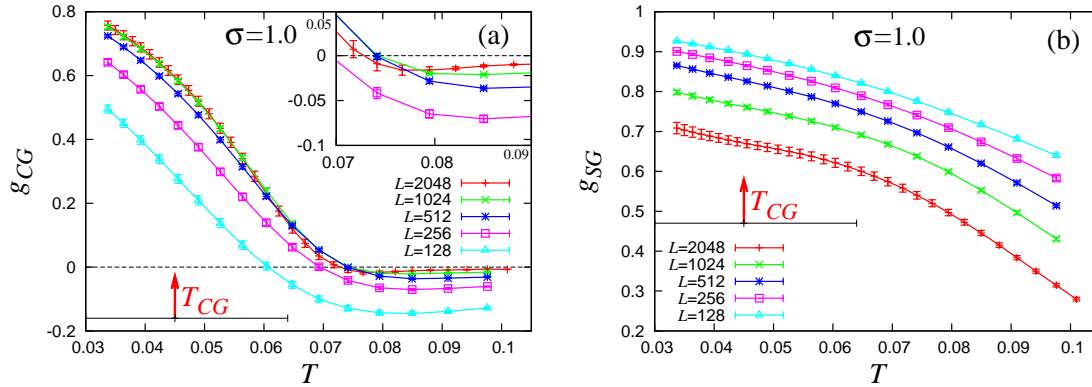 σ=1.0
(a)
0.05
0
-0.05
-0.1
0.07
0.08
0.09
g_CG
0.8
0.6
0.4
0.2
0
-0.2
L=2048
L=1024
L=512
L=256
L=128
T_CG
0.03
0.04
0.05
0.06
0.07
0.08
0.09
0.1
T
σ=1.0
(b)
g_SG
1
0.9
0.8
0.7
0.6
0.5
0.4
0.3
0.2
T_CG
L=2048
L=1024
L=512
L=256
L=128
0.03
0.04
0.05
0.06
0.07
0.08
0.09
0.1
T